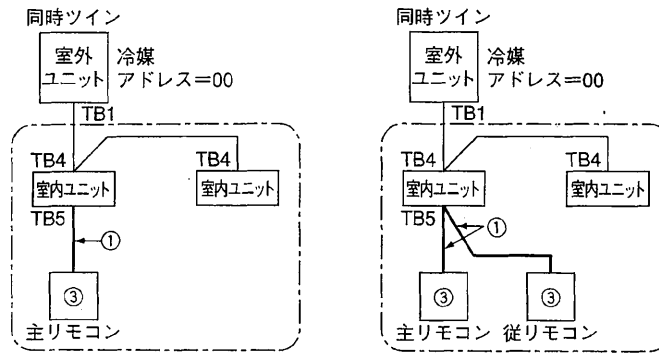 同時ツイン
室外
ユニット
冷媒
アドレス=00
TB1
TB4
TB4
室内ユニット
室内ユニット
TB5
①
③
主リモコン
同時ツイン
室外
ユニット
冷媒
アドレス=00
TB1
TB4
TB4
室内ユニット
室内ユニット
TB5
①
③
③
主リモコン
従リモコン